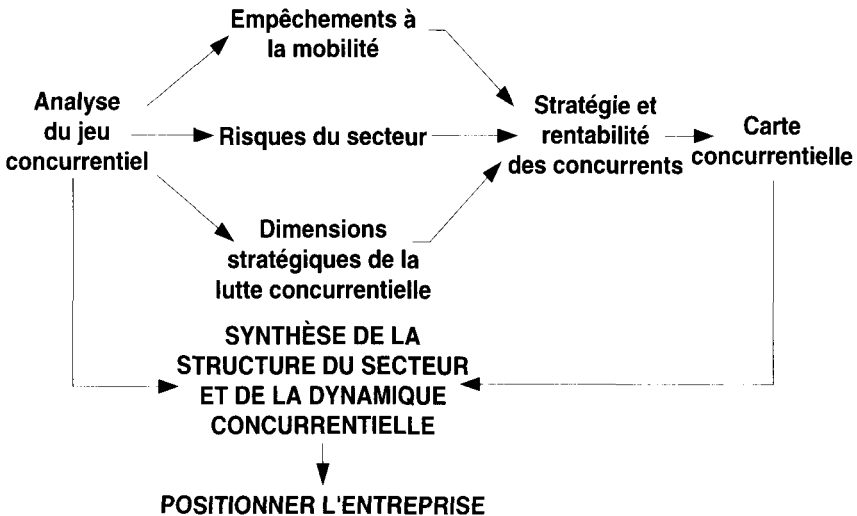 Empêchements à
la mobilité
Analyse
du jeu
concurrentiel
Risques du secteur
Stratégie et
rentabilité
des concurrents
Carte
concurrentielle
Dimensions
stratégiques de la
lutte concurrentielle
SYNTHÈSE DE LA
STRUCTURE DU SECTEUR
ET DE LA DYNAMIQUE
CONCURRENTIELLE
POSITIONNER L'ENTREPRISE